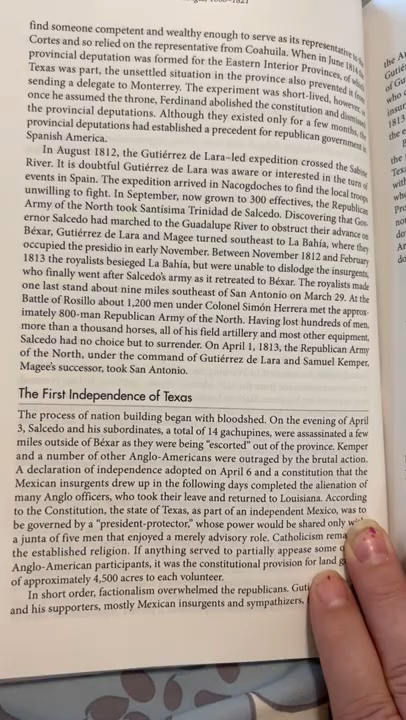 find someone competent and wealthy enough to serve as its representative to the
Cortes and so relied on the representative from Coahuila. When in June 1814 the
provincial deputation was formed for the Eastern Interior Provinces, of which
Texas was part, the unsettled situation in the province also prevented it from
sending a delegate to Monterrey. The experiment was short-lived, however,
once he assumed the throne, Ferdinand abolished the constitution and dismissed
the provincial deputations. Although they existed only for a few months, the
provincial deputations had established a precedent for republican government in
Spanish America.
In August 1812, the Gutiérrez de Lara–led expedition crossed the Sabine
River. It is doubtful Gutiérrez de Lara was aware or interested in the turn of
events in Spain. The expedition arrived in Nacogdoches to find the local troops
unwilling to fight. In September, now grown to 300 effectives, the Republican
Army of the North took Santísima Trinidad de Salcedo. Discovering that Gov-
ernor Salcedo had marched to the Guadalupe River to obstruct their advance on
Béxar, Gutiérrez de Lara and Magee turned southeast to La Bahía, where they
occupied the presidio in early November. Between November 1812 and February
1813 the royalists besieged La Bahía, but were unable to dislodge the insurgents,
who finally went after Salcedo's army as it retreated to Béxar. The royalists made
one last stand about nine miles southeast of San Antonio on March 29. At the
Battle of Rosillo about 1,200 men under Colonel Simón Herrera met the approx-
imately 800-man Republican Army of the North. Having lost hundreds of men,
more than a thousand horses, all of his field artillery and most other equipment,
Salcedo had no choice but to surrender. On April 1, 1813, the Republican Army
of the North, under the command of Gutiérrez de Lara and Samuel Kemper,
Magee's successor, took San Antonio.
The First Independence of Texas
The process of nation building began with bloodshed. On the evening of April
3, Salcedo and his subordinates, a total of 14 gachupines, were assassinated a few
miles outside of Béxar as they were being "escorted" out of the province. Kemper
and a number of other Anglo-Americans were outraged by the brutal action.
A declaration of independence adopted on April 6 and a constitution that the
Mexican insurgents drew up in the following days completed the alienation of
many Anglo officers, who took their leave and returned to Louisiana. According
to the Constitution, the state of Texas, as part of an independent Mexico, was to
be governed by a "president-protector," whose power would be shared only with
a junta of five men that enjoyed a merely advisory role. Catholicism
the established religion. If anything served to partially appease some
Anglo-American participants, it was the constitutional provision for land
of approximately 4,500 acres to each volunteer.
In short order, factionalism overwhelmed the republicans.
and his supporters, mostly Mexican insurgents and sympathizers,